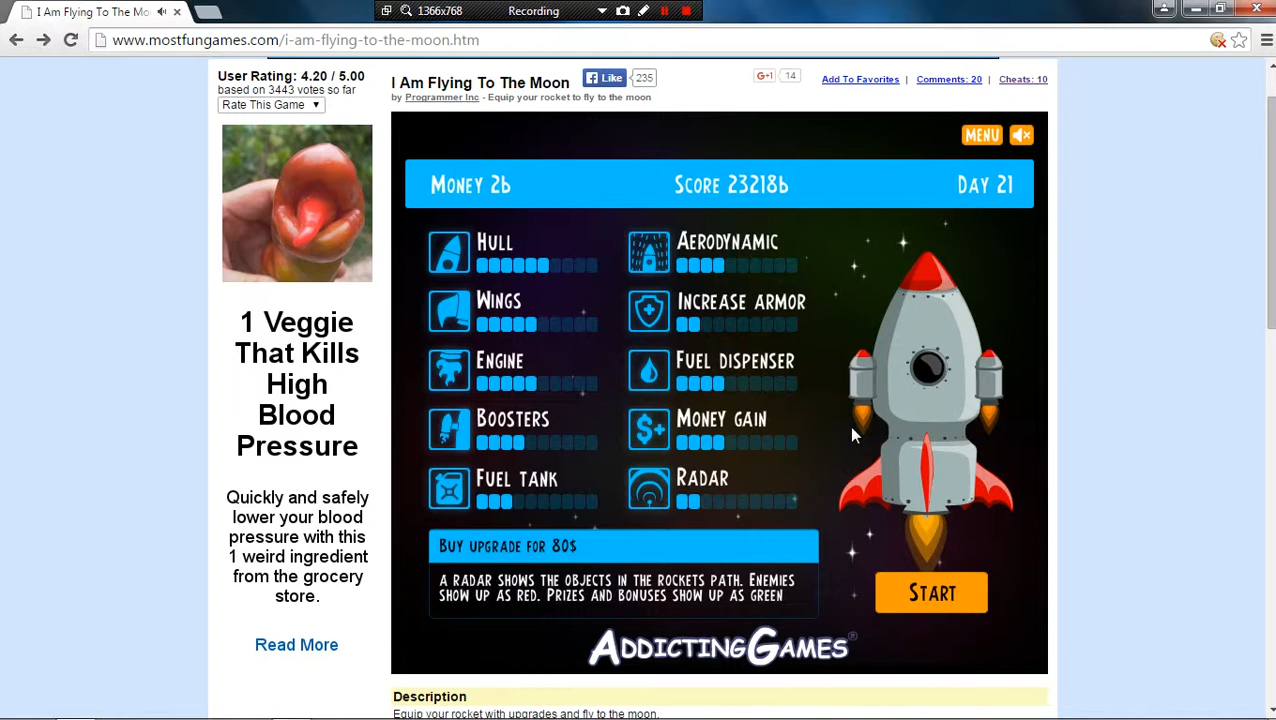 I Am Flying To The Mo
1366x768
Recording
www.mostfungames.com/i-am-flying-to-the-moon.htm
User Rating: 4.20 / 5.00
based on 3443 votes so far
Rate This Game
I Am Flying To The Moon
Like
235
G+1
14
Add To Favorites | Comments: 20 | Cheats: 10
by Programmer Inc - Equip your rocket to fly to the moon
MENU
MONEY 26
SCORE 232186
DAY 21
HULL
AERODYNAMIC
WINGS
INCREASE ARMOR
ENGINE
FUEL DISPENSER
BOOSTERS
MONEY GAIN
FUEL TANK
RADAR
BUY UPGRADE FOR 80$
A RADAR SHOWS THE OBJECTS IN THE ROCKETS PATH. ENEMIES
SHOW UP AS RED. PRIZES AND BONUSES SHOW UP AS GREEN
START
ADDICTINGGAMES®
1 Veggie
That Kills
High
Blood
Pressure
Quickly and safely
lower your blood
pressure with this
1 weird ingredient
from the grocery
store.
Read More
Description
Equip your rocket with upgrades and fly to the moon.